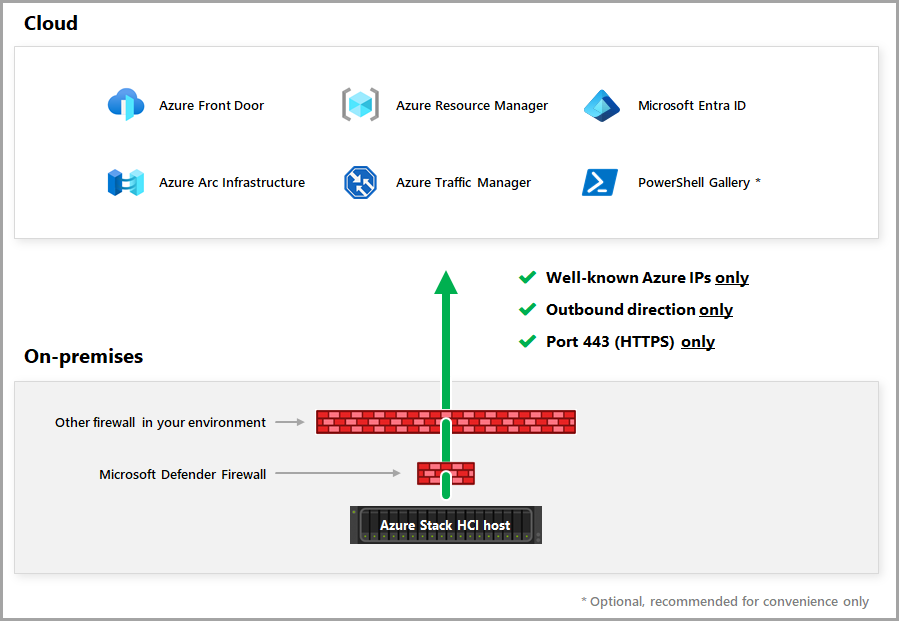 Cloud
Azure Front Door
Azure Resource Manager
Microsoft Entra ID
Azure Arc Infrastructure
Azure Traffic Manager
PowerShell Gallery *
Well-known Azure IPs only
Outbound direction only
Port 443 (HTTPS) only
On-premises
Other firewall in your environment
Microsoft Defender Firewall
Azure Stack HCI host
* Optional, recommended for convenience only